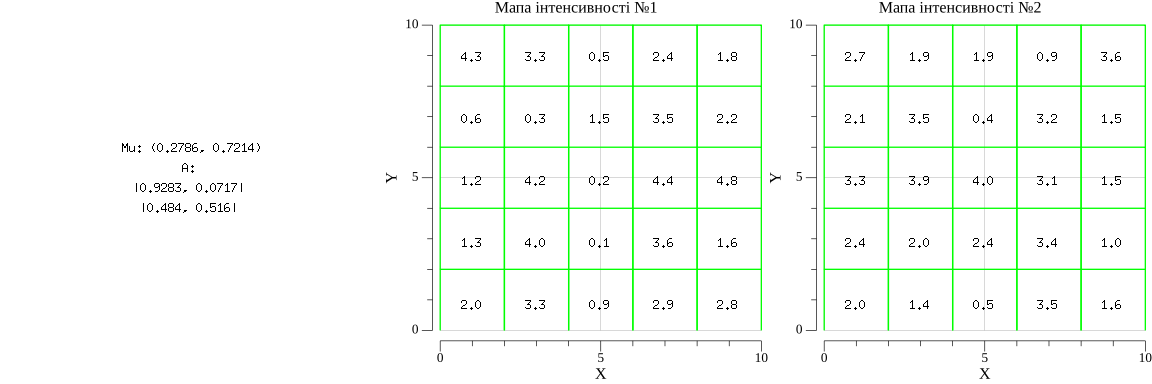 Mu: (0.2786, 0.7214)
A:
|0.9283, 0.0717|
|0.484, 0.516|
Мапа інтенсивності №1
10
4.3 3.3 0.5 2.4 1.8
0.6 0.3 1.5 3.5 2.2
Y 5 1.2 4.2 0.2 4.4 4.8
1.3 4.0 0.1 3.6 1.6
2.0 3.3 0.9 2.9 2.8
0
0 5 10
X
Мапа інтенсивності №2
10
2.7 1.9 1.9 0.9 3.6
2.1 3.5 0.4 3.2 1.5
Y 5 3.3 3.9 4.0 3.1 1.5
2.4 2.0 2.4 3.4 1.0
2.0 1.4 0.5 3.5 1.6
0
0 5 10
X